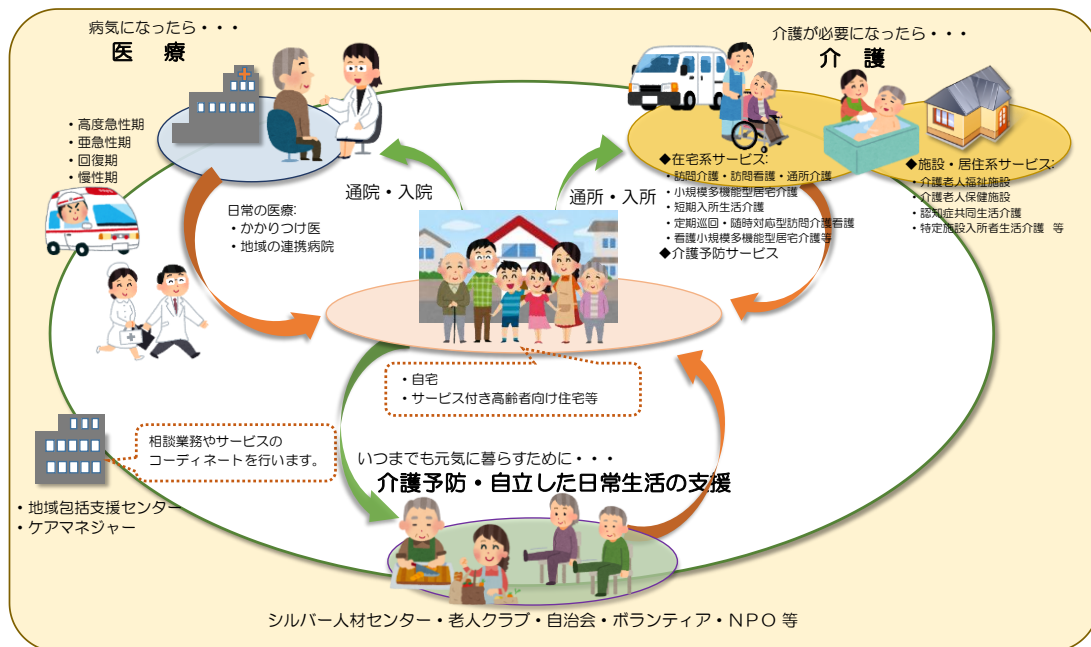 病気になったら・・・
医　療
・高度急性期
・亜急性期
・回復期
・慢性期
日常の医療:
・かかりつけ医
・地域の連携病院
通院・入院
介護が必要になったら・・・
介　護
通所・入所
◆在宅系サービス:
・訪問介護・訪問看護・通所介護
・小規模多機能型居宅介護
・短期入所生活介護
・定期巡回・随時対応型訪問介護看護
・看護小規模多機能型居宅介護等
◆介護予防サービス
◆施設・居住系サービス:
・介護老人福祉施設
・介護老人保健施設
・認知症共同生活介護
・特定施設入所者生活介護 等
・自宅
・サービス付き高齢者向け住宅等
相談業務やサービスの
コーディネートを行います。
・地域包括支援センター
・ケアマネジャー
いつまでも元気に暮らすために・・・
介護予防・自立した日常生活の支援
シルバー人材センター・老人クラブ・自治会・ボランティア・NPO 等